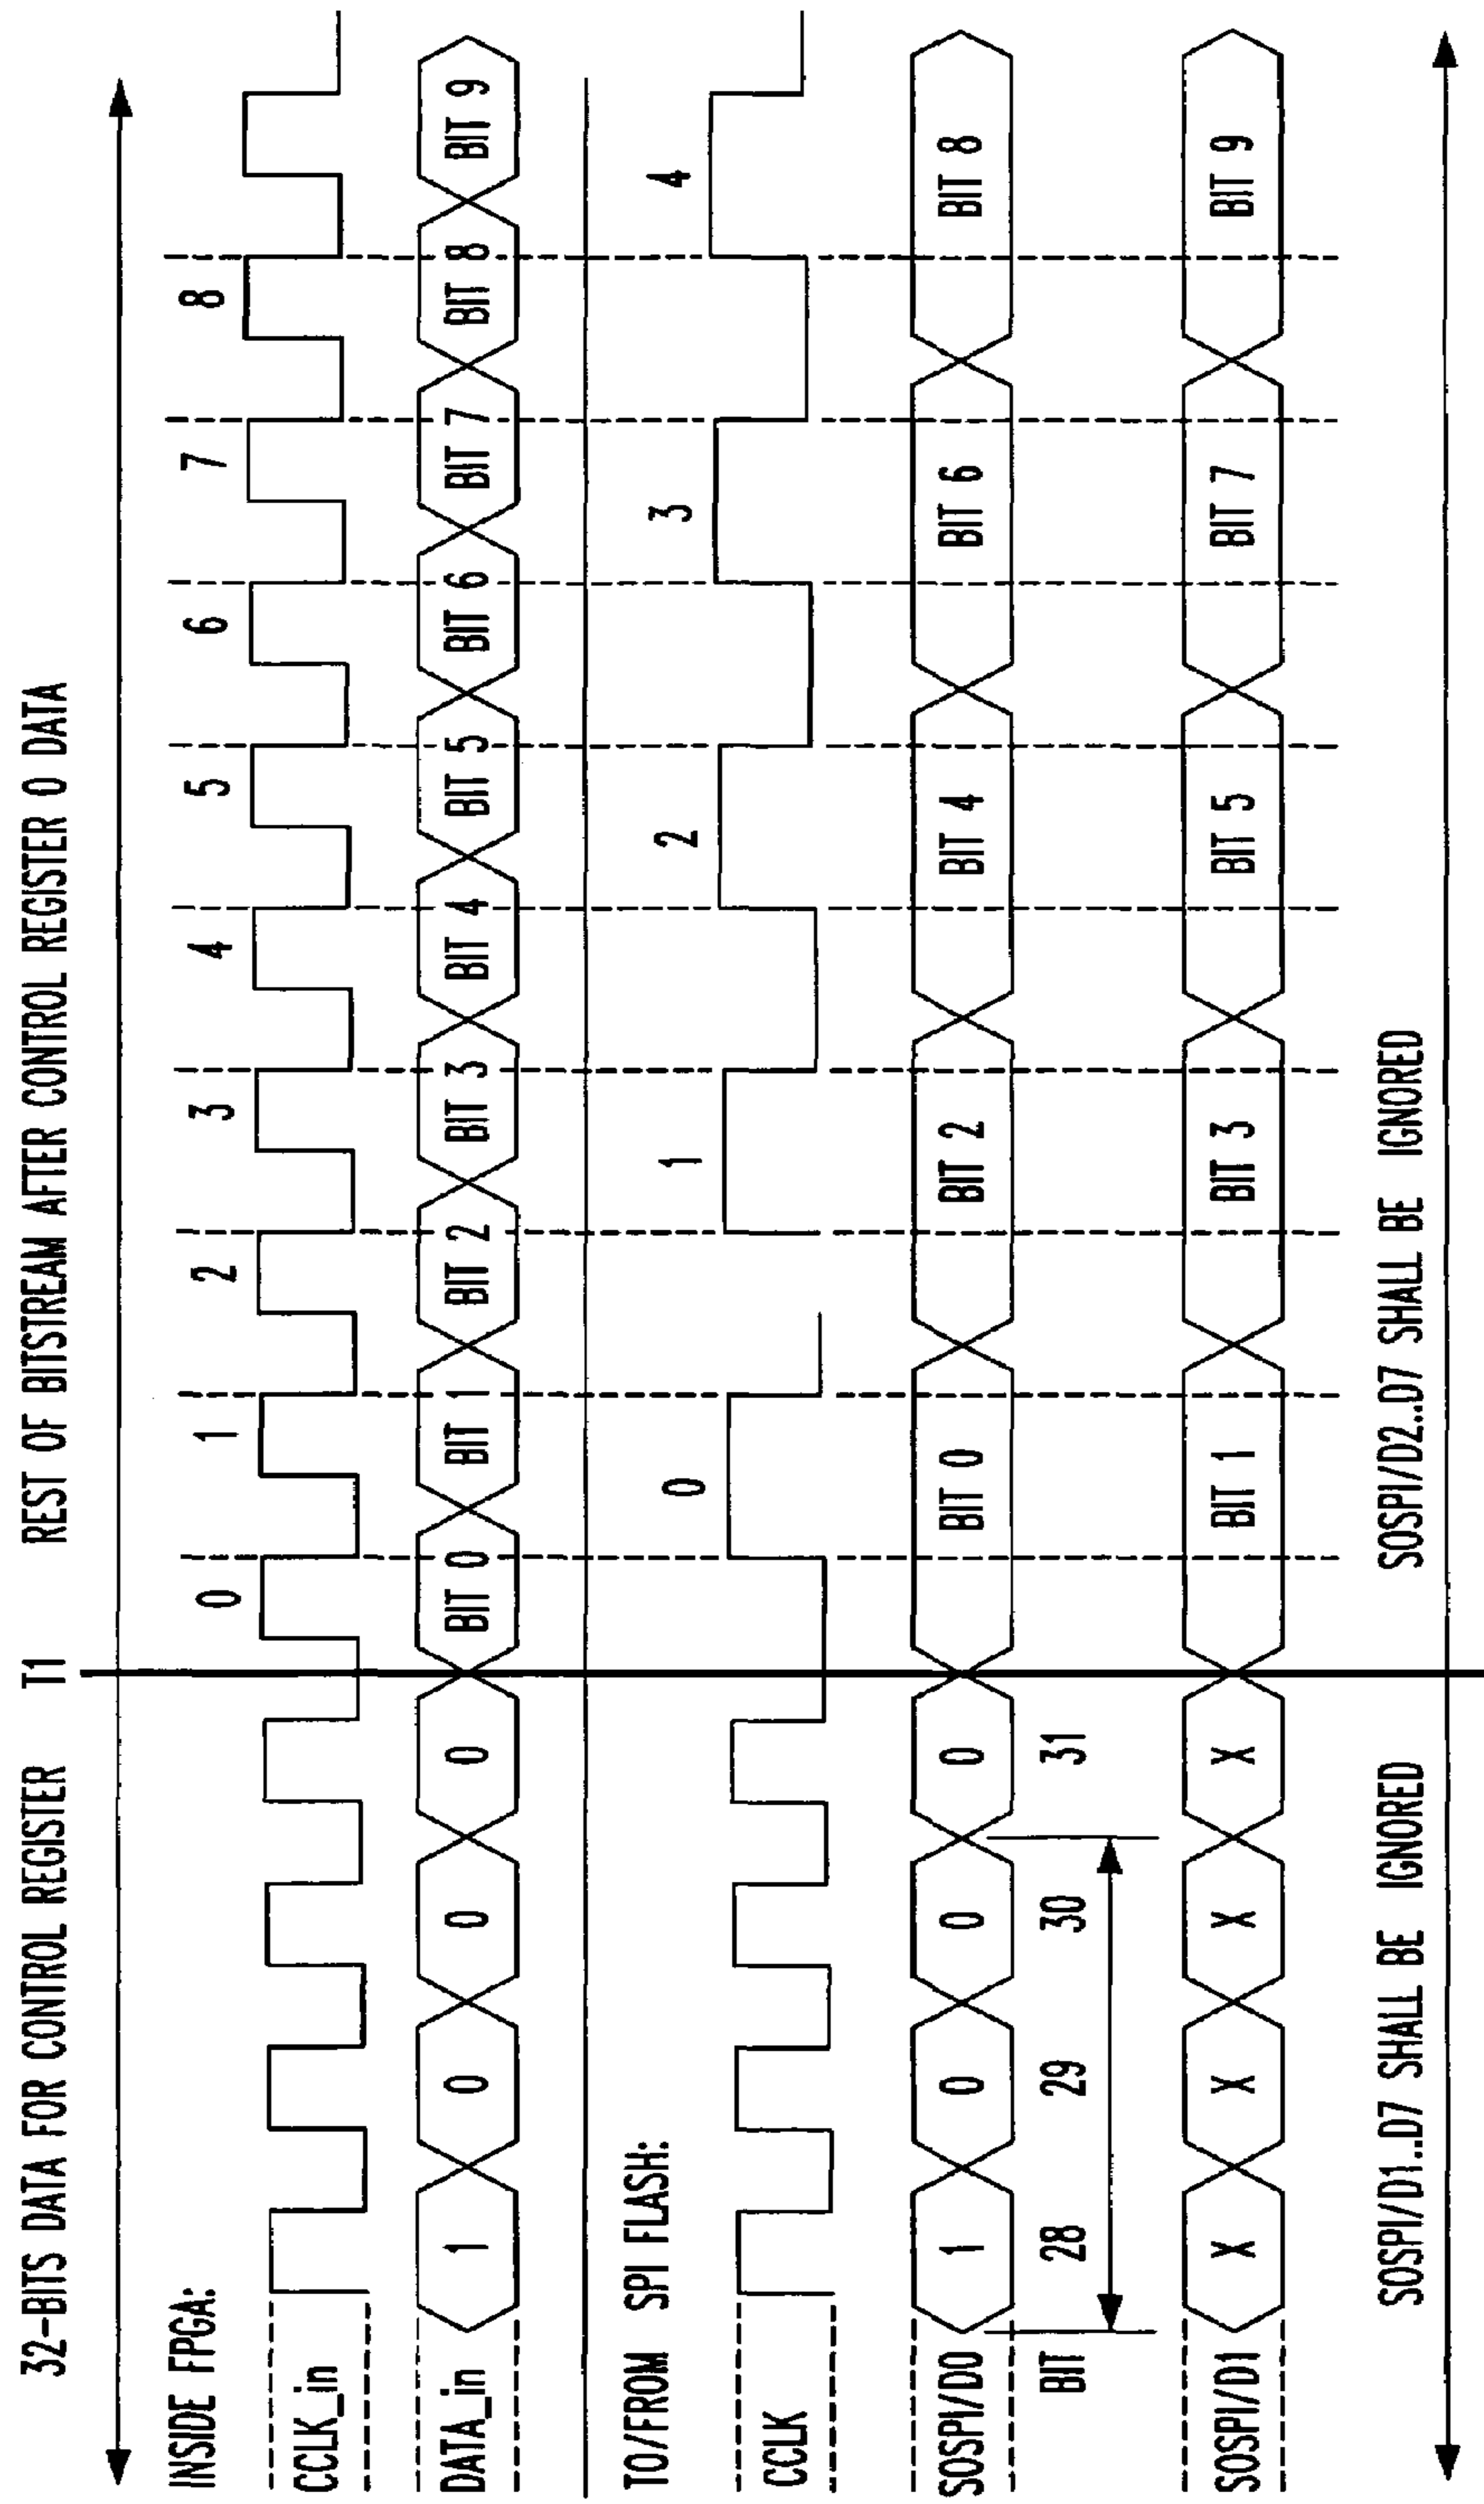 32-BITS DATA FOR CONTROL REGISTER T1 REST OF BITSTREAM AFTER CONTROL REGISTER 0 DATA
INSIDE FPGA:
0 1 2 3 4 5 6 7 8
CCLK_in
DATA_in 1 0 0 0 BIT 0 BIT 1 BIT 2 BIT 3 BIT 4 BIT 5 BIT 6 BIT 7 BIT 8 BIT 9
TO/FROM SPI FLASH:
0 1 2 3 4
CCLK
SOSPI/D0 1 0 0 0 BIT 0 BIT 2 BIT 4 BIT 6 BIT 8
BIT 28 29 30 31
SOSPI/D1 X X X X BIT 1 BIT 3 BIT 5 BIT 7 BIT 9
SOSPI/D1..D7 SHALL BE IGNORED SOSPI/D2..D7 SHALL BE IGNORED